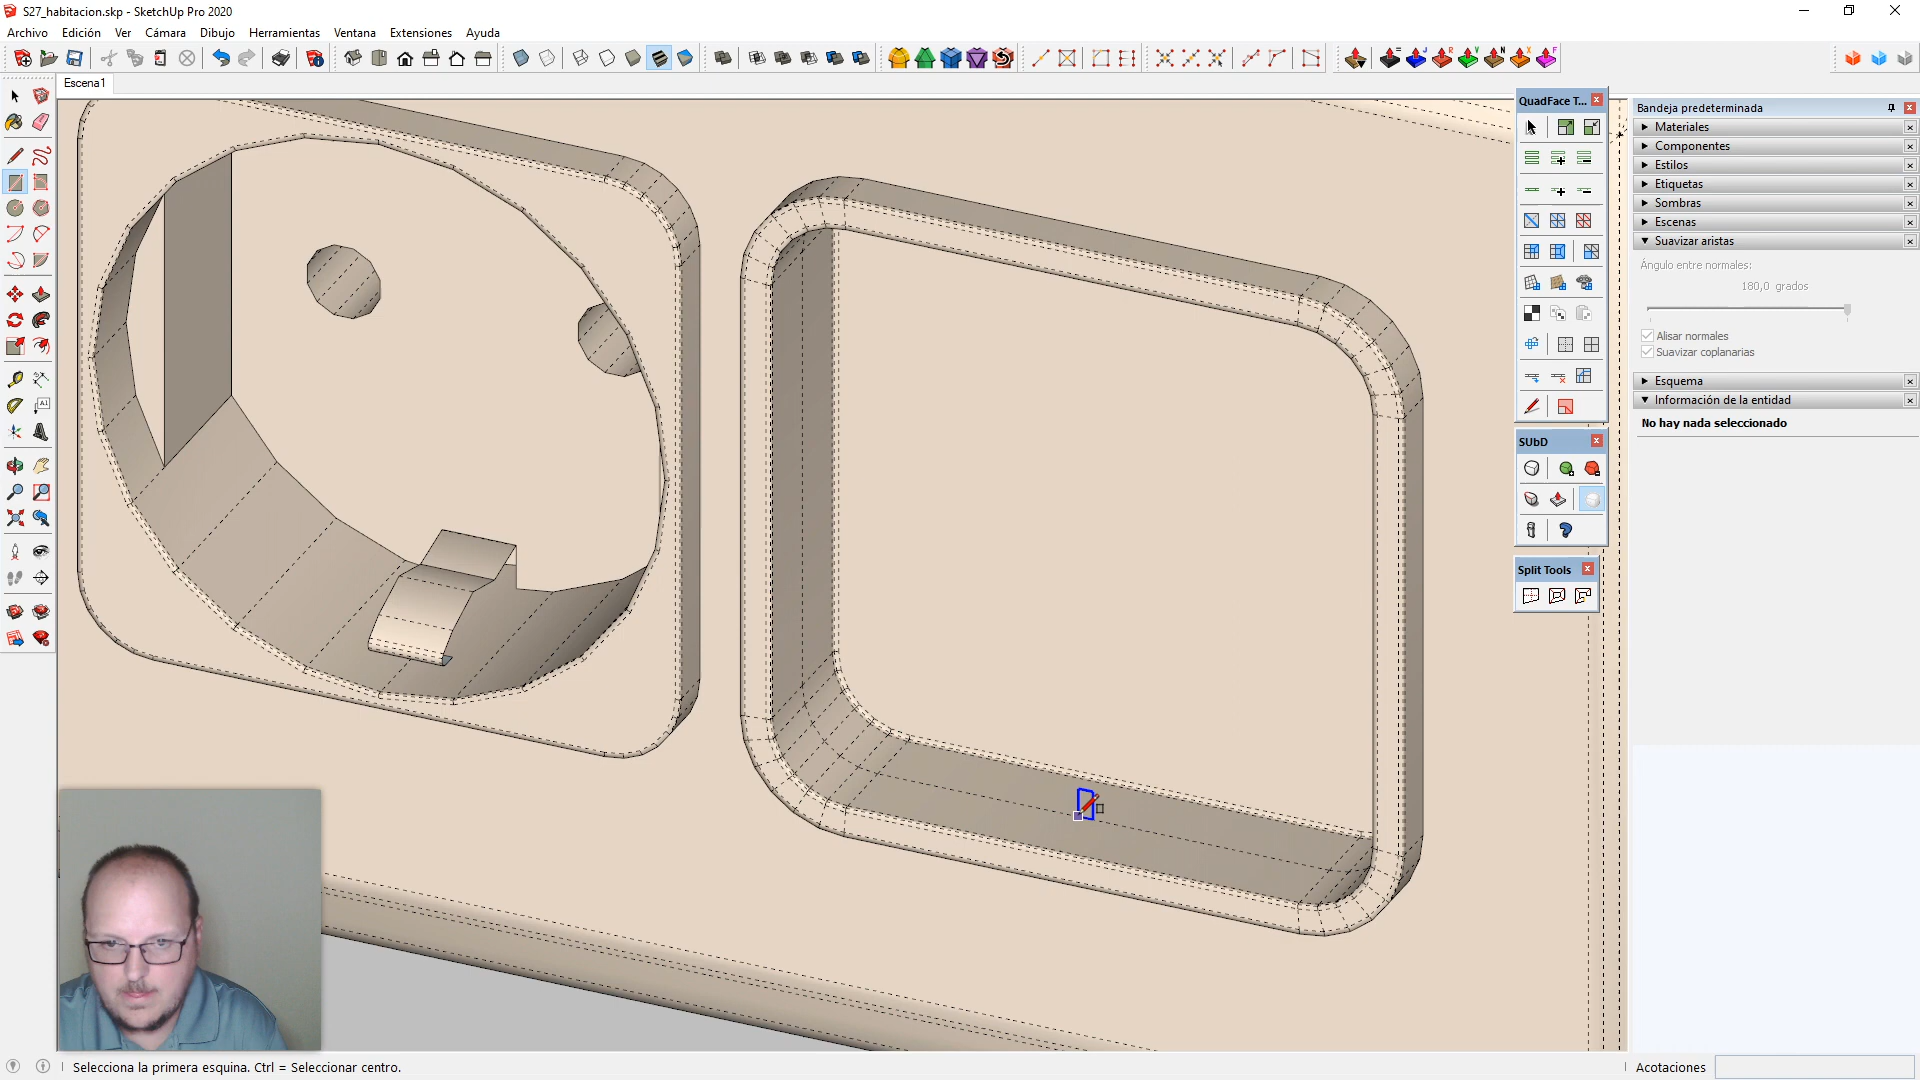 S27_habitacion.skp - SketchUp Pro 2020
Archivo Edición Ver Cámara Dibujo Herramientas Ventana Extensiones Ayuda
Escena1
QuadFace T...
Bandeja predeterminada
Materiales
Componentes
Estilos
Etiquetas
Sombras
Escenas
Suavizar aristas
Ángulo entre normales:
180,0 grados
Alisar normales
Suavizar coplanarias
Esquema
Información de la entidad
No hay nada seleccionado
SUbD
Split Tools
Selecciona la primera esquina. Ctrl = Seleccionar centro.
Acotaciones